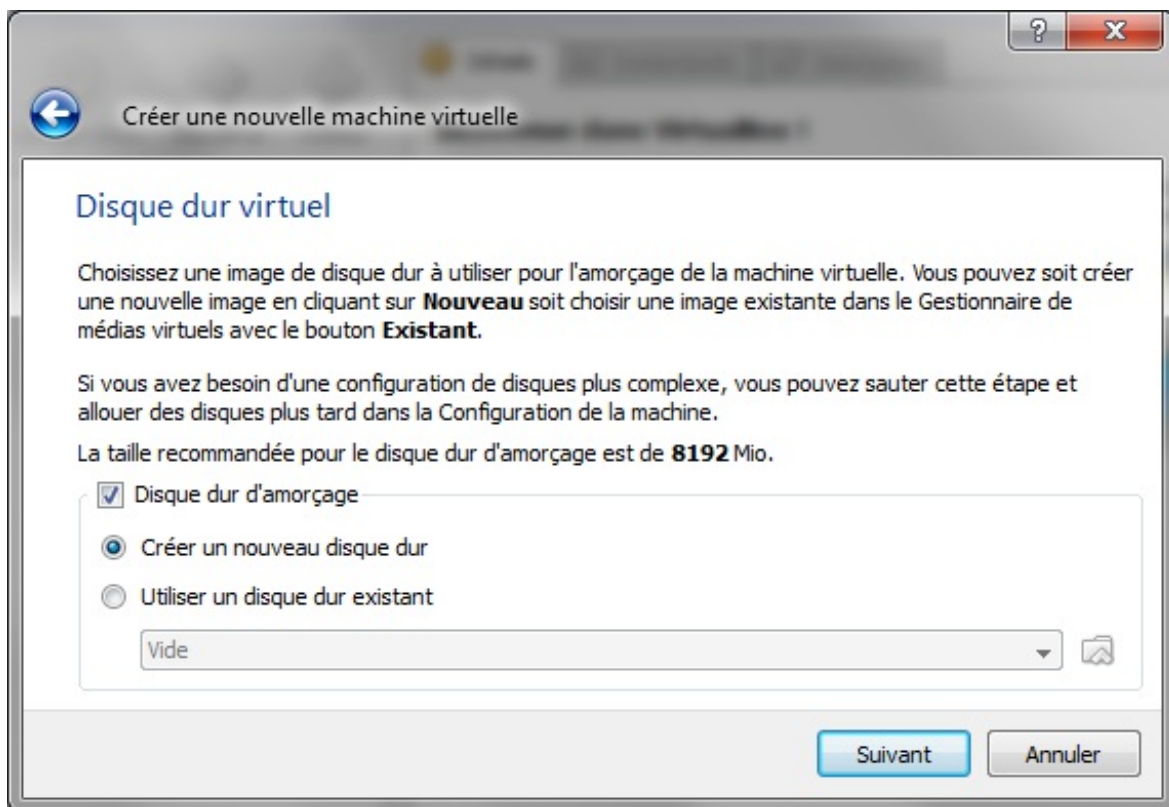 ?
X
Créer une nouvelle machine virtuelle
Disque dur virtuel
Choisissez une image de disque dur à utiliser pour l'amorçage de la machine virtuelle. Vous pouvez soit créer
une nouvelle image en cliquant sur Nouveau soit choisir une image existante dans le Gestionnaire de
médias virtuels avec le bouton Existant.
Si vous avez besoin d'une configuration de disques plus complexe, vous pouvez sauter cette étape et
allouer des disques plus tard dans la Configuration de la machine.
La taille recommandée pour le disque dur d'amorçage est de 8192 Mio.
Disque dur d'amorçage
Créer un nouveau disque dur
Utiliser un disque dur existant
Vide
Suivant
Annuler